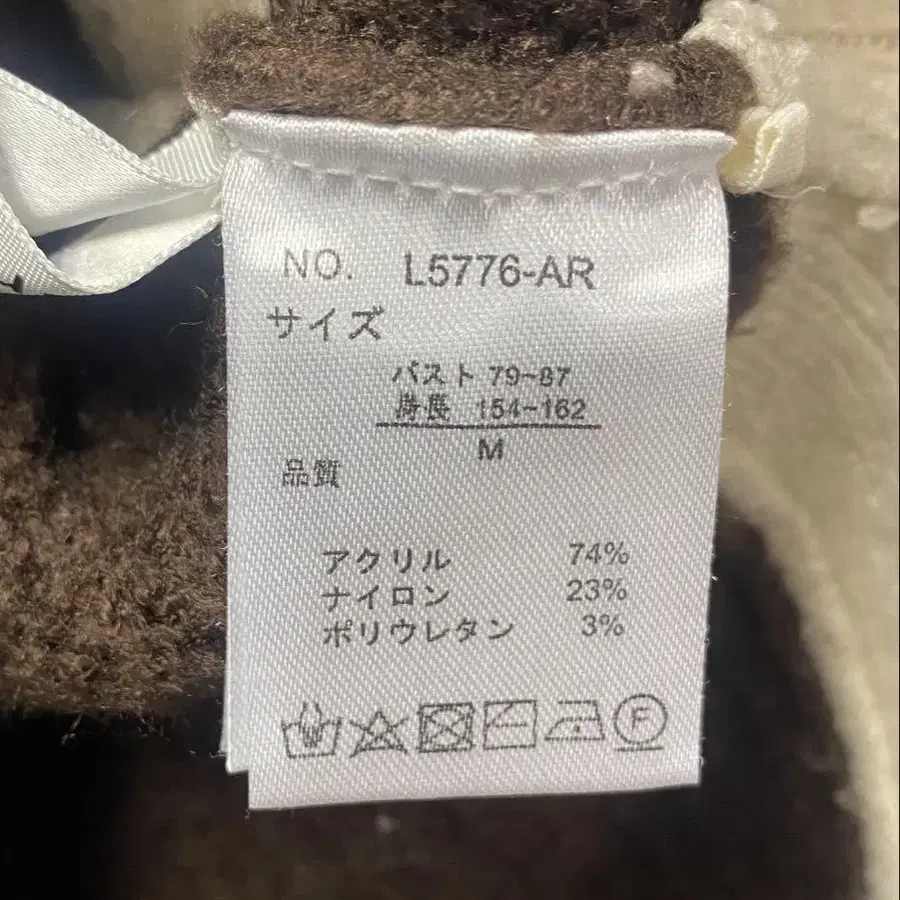 NO. L5776-AR
サイズ
バスト 79~87
身長 154~162
M
品質
アクリル 74%
ナイロン 23%
ポリウレタン 3%
F